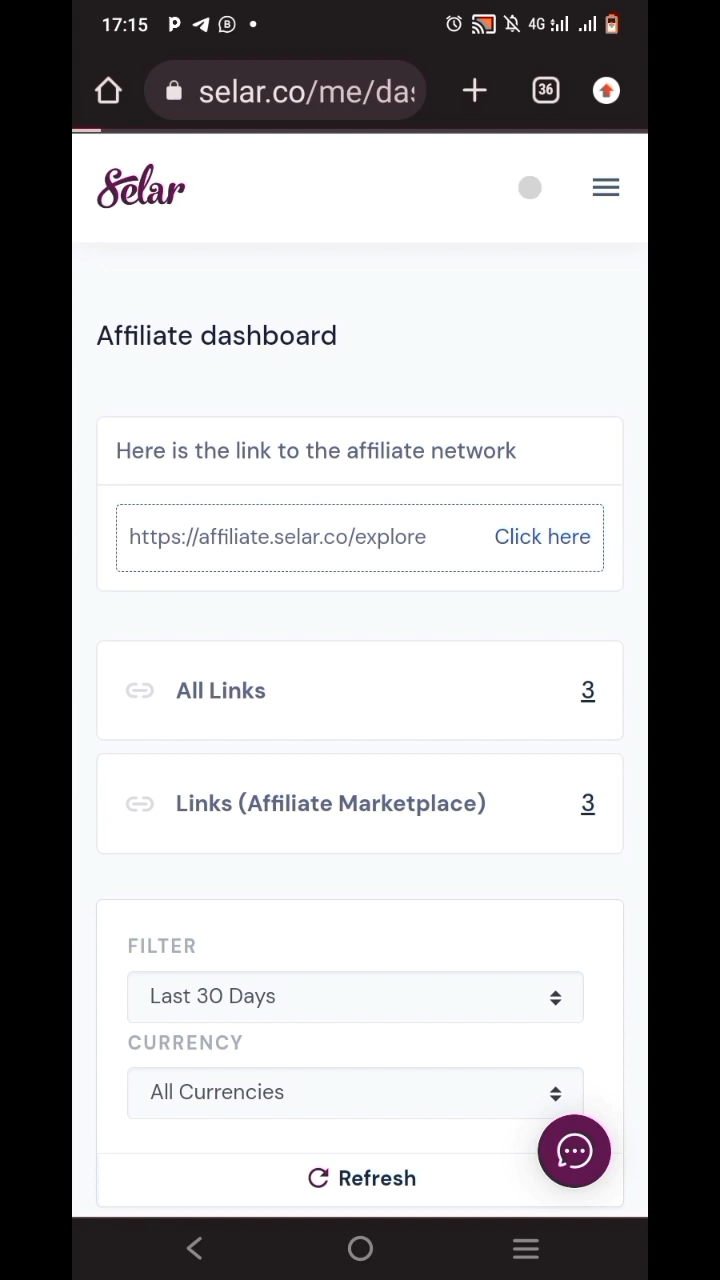 17:15
4G
selar.co/me/das
36
Selar
Affiliate dashboard
Here is the link to the affiliate network
https://affiliate.selar.co/explore Click here
All Links 3
Links (Affiliate Marketplace) 3
FILTER
Last 30 Days
CURRENCY
All Currencies
Refresh